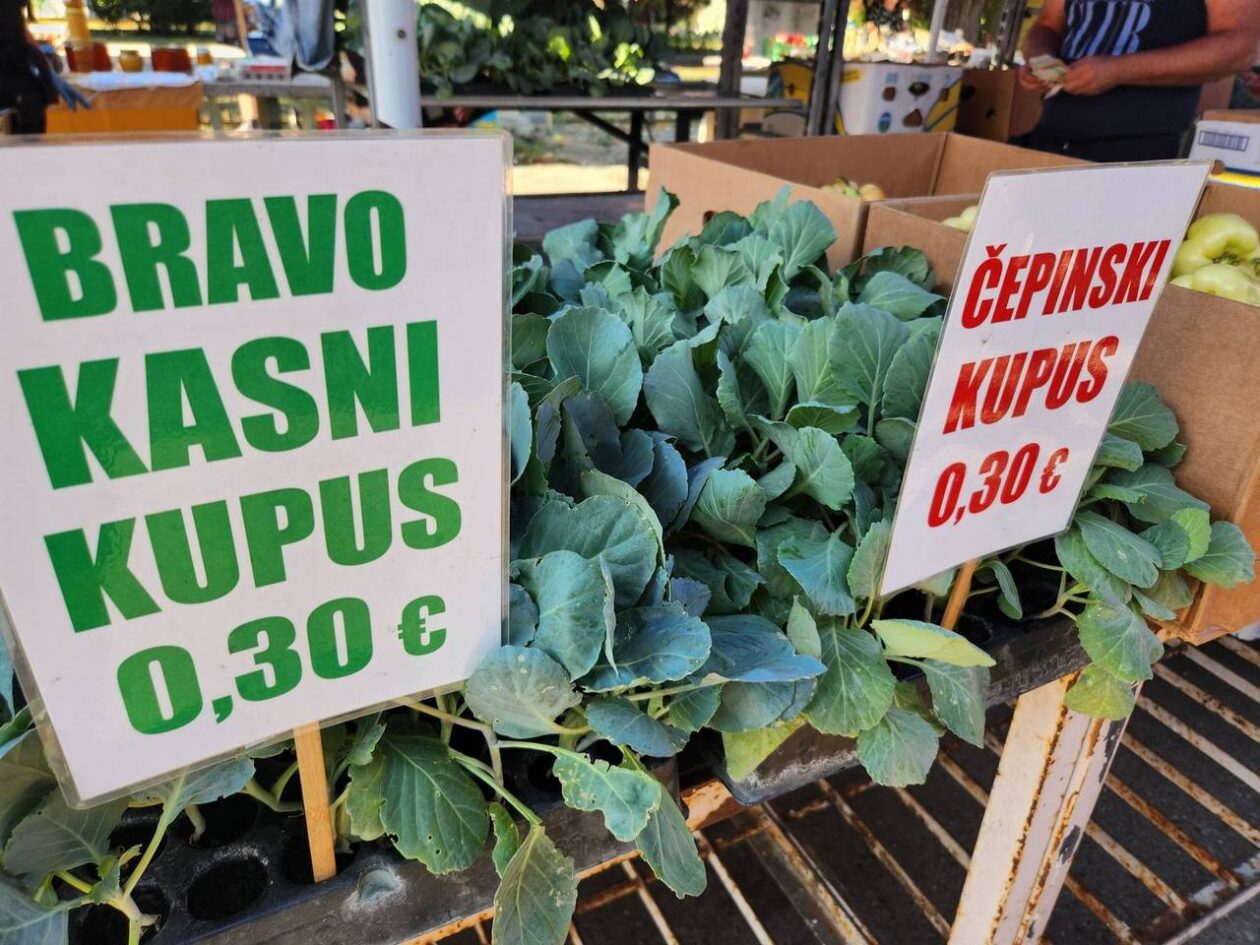 BRAVO
KASNI
KUPUS
0,30 €
ČEPINSKI
KUPUS
0,30 €